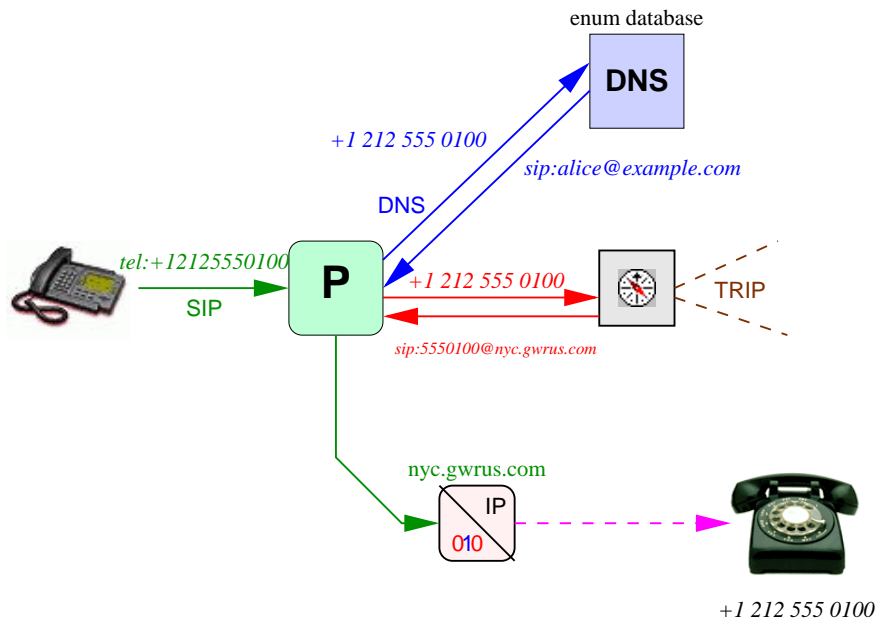 enum database
DNS
+1 212 555 0100
sip:alice@example.com
DNS
tel:+12125550100
P
+1 212 555 0100
SIP
TRIP
sip:5550100@nyc.gwrus.com
nyc.gwrus.com
IP
010
+1 212 555 0100